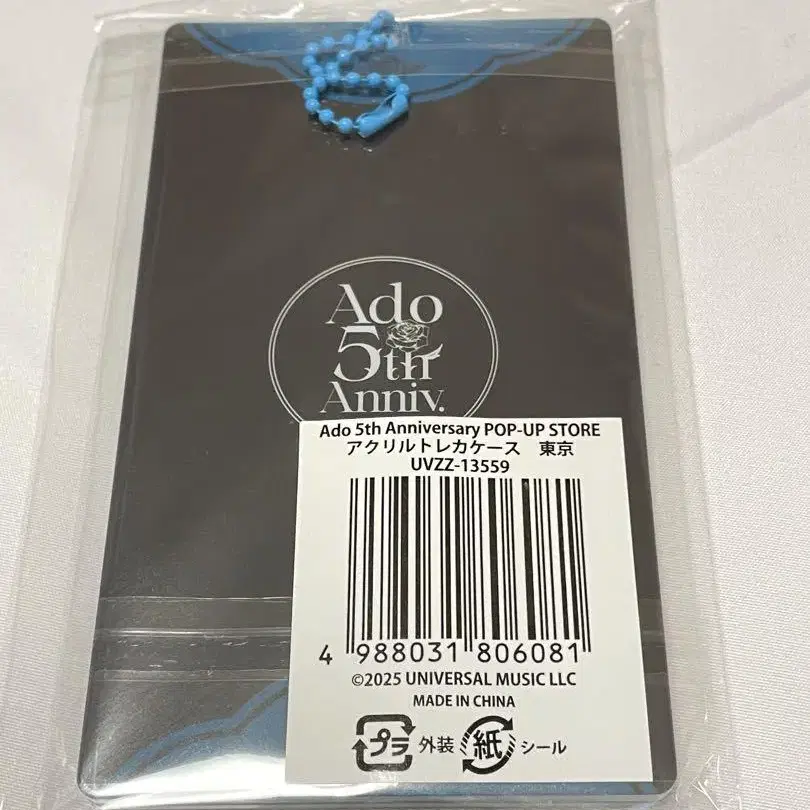 Ado
5th
Anniv.
Ado 5th Anniversary POP-UP STORE
アクリルトレカケース　東京
UVZZ-13559
4 988031 806081
©2025 UNIVERSAL MUSIC LLC
MADE IN CHINA
プラ 外装 紙 シール